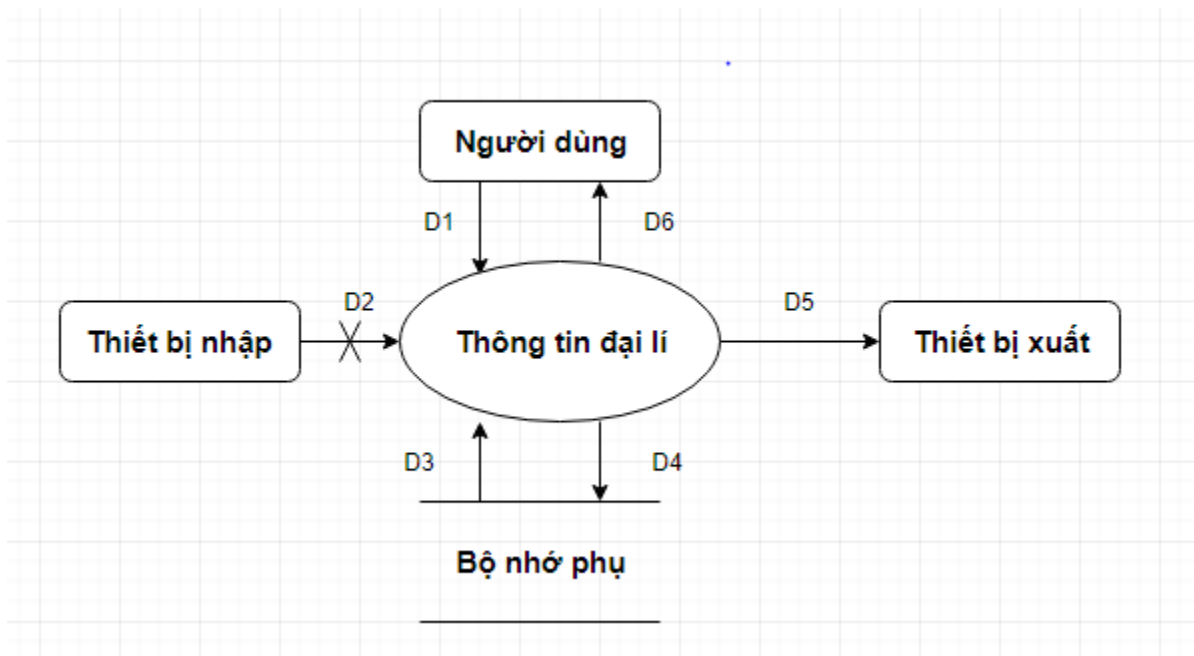 Người dùng
D1
D6
D2
D5
Thiết bị nhập
Thông tin đại lí
Thiết bị xuất
D3
D4
Bộ nhớ phụ